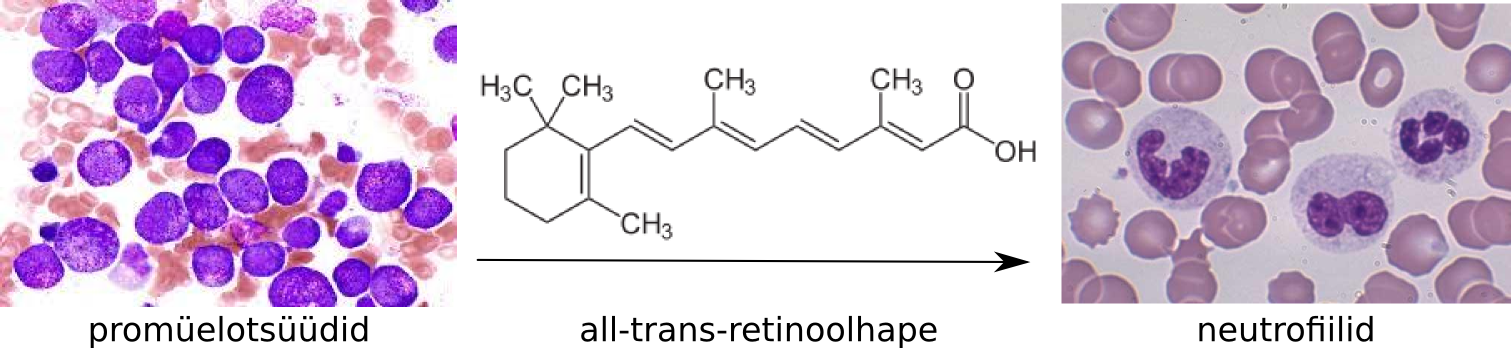 H₃C CH₃ CH₃ CH₃ O
OH
CH₃
promüelotsüüdid all-trans-retinoolhape neutrofiilid